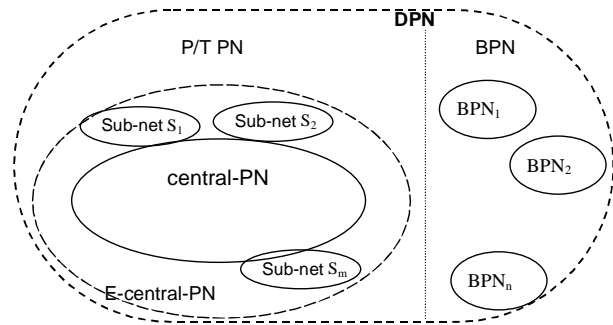 DPN
P/T PN
BPN
BPN₁
Sub-net S₁
Sub-net S₂
BPN₂
central-PN
Sub-net Sₘ
E-central-PN
BPNₙ